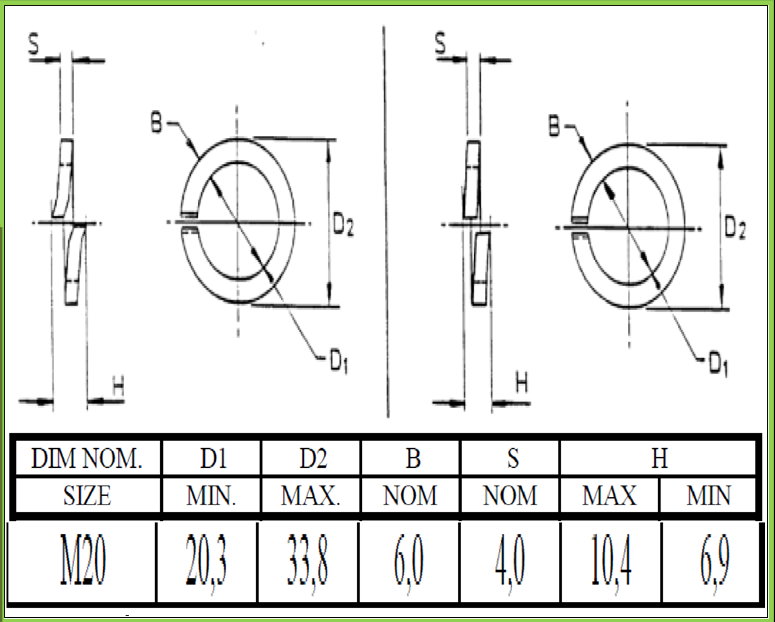 S
S
B
B
D2
D2
D1
D1
H
H
DIM NOM. D1 D2 B S H
SIZE MIN. MAX. NOM NOM MAX MIN
M20 20,3 33,8 6,0 4,0 10,4 6,9